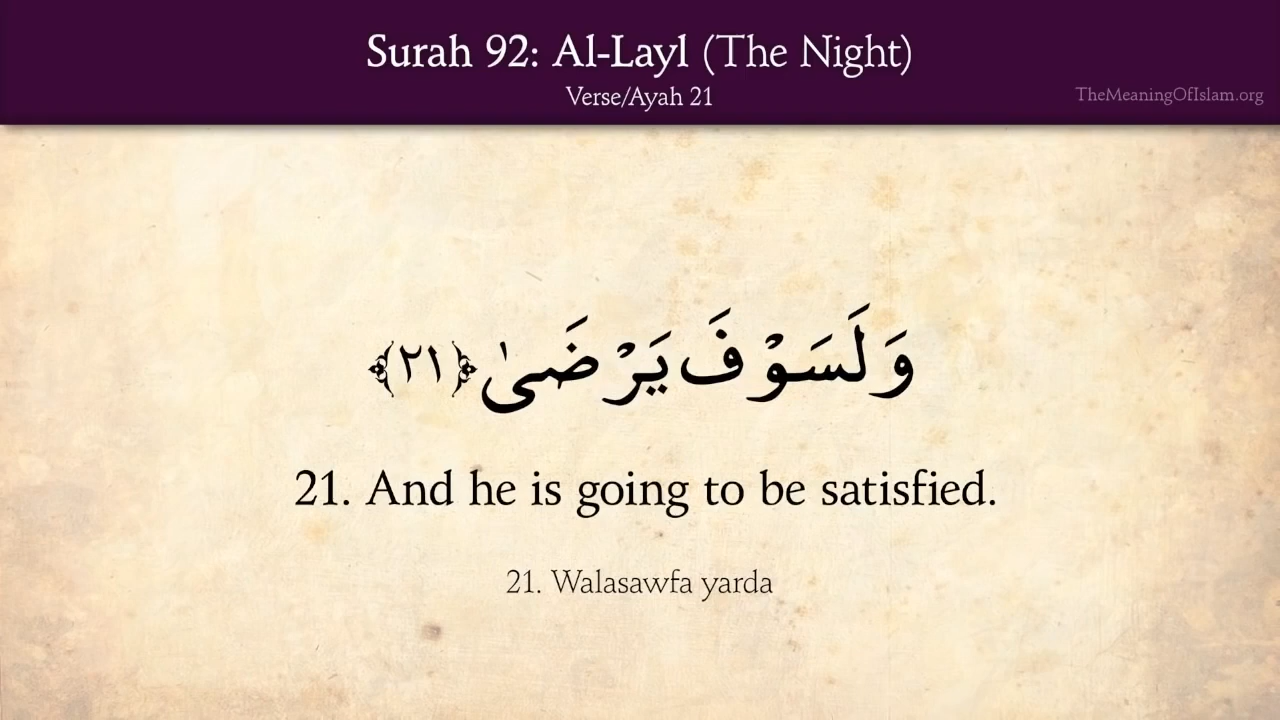 Surah 92: Al-Layl (The Night)
Verse/Ayah 21
TheMeaningOfIslam.org
وَلَسَوْفَ يَرْضَىٰ ﴿٢١﴾
21. And he is going to be satisfied.
21. Walasawfa yarda